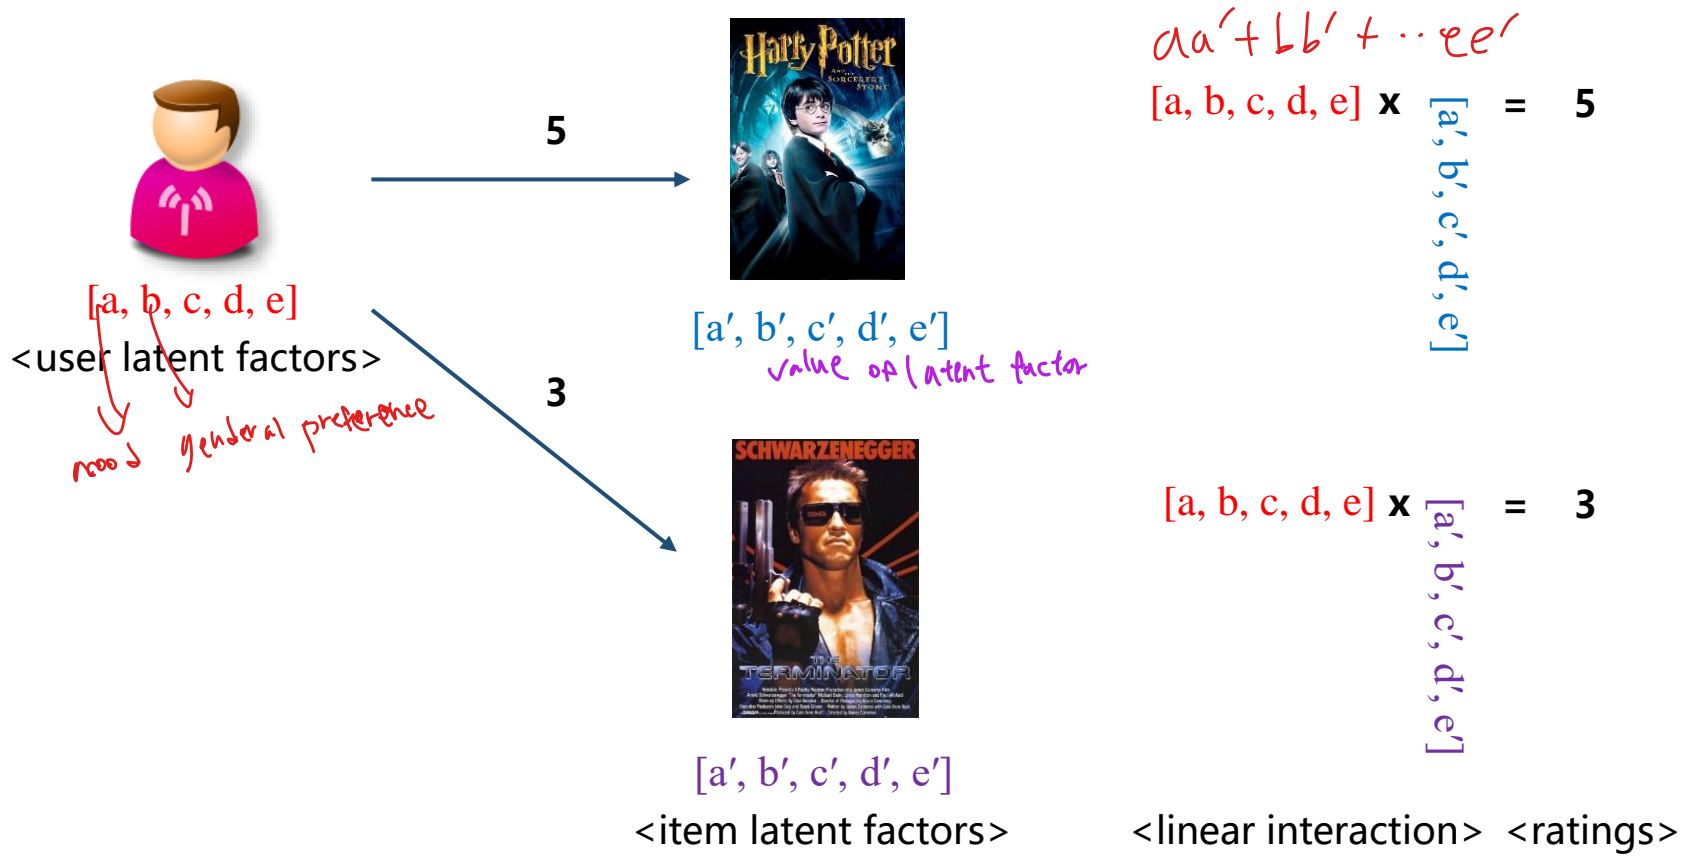 aa′+bb′+··ee′
[a, b, c, d, e] x [a′, b′, c′, d′, e′] = 5
5
Harry Potter
AND THE
SORCERER'S
STONE
[a, b, c, d, e]
<user latent factors>
mood
genderal preference
[a′, b′, c′, d′, e′]
value of latent factor
3
SCHWARZENEGGER
THE
TERMINATOR
[a, b, c, d, e] x [a′, b′, c′, d′, e′] = 3
[a′, b′, c′, d′, e′]
<item latent factors>
<linear interaction> <ratings>